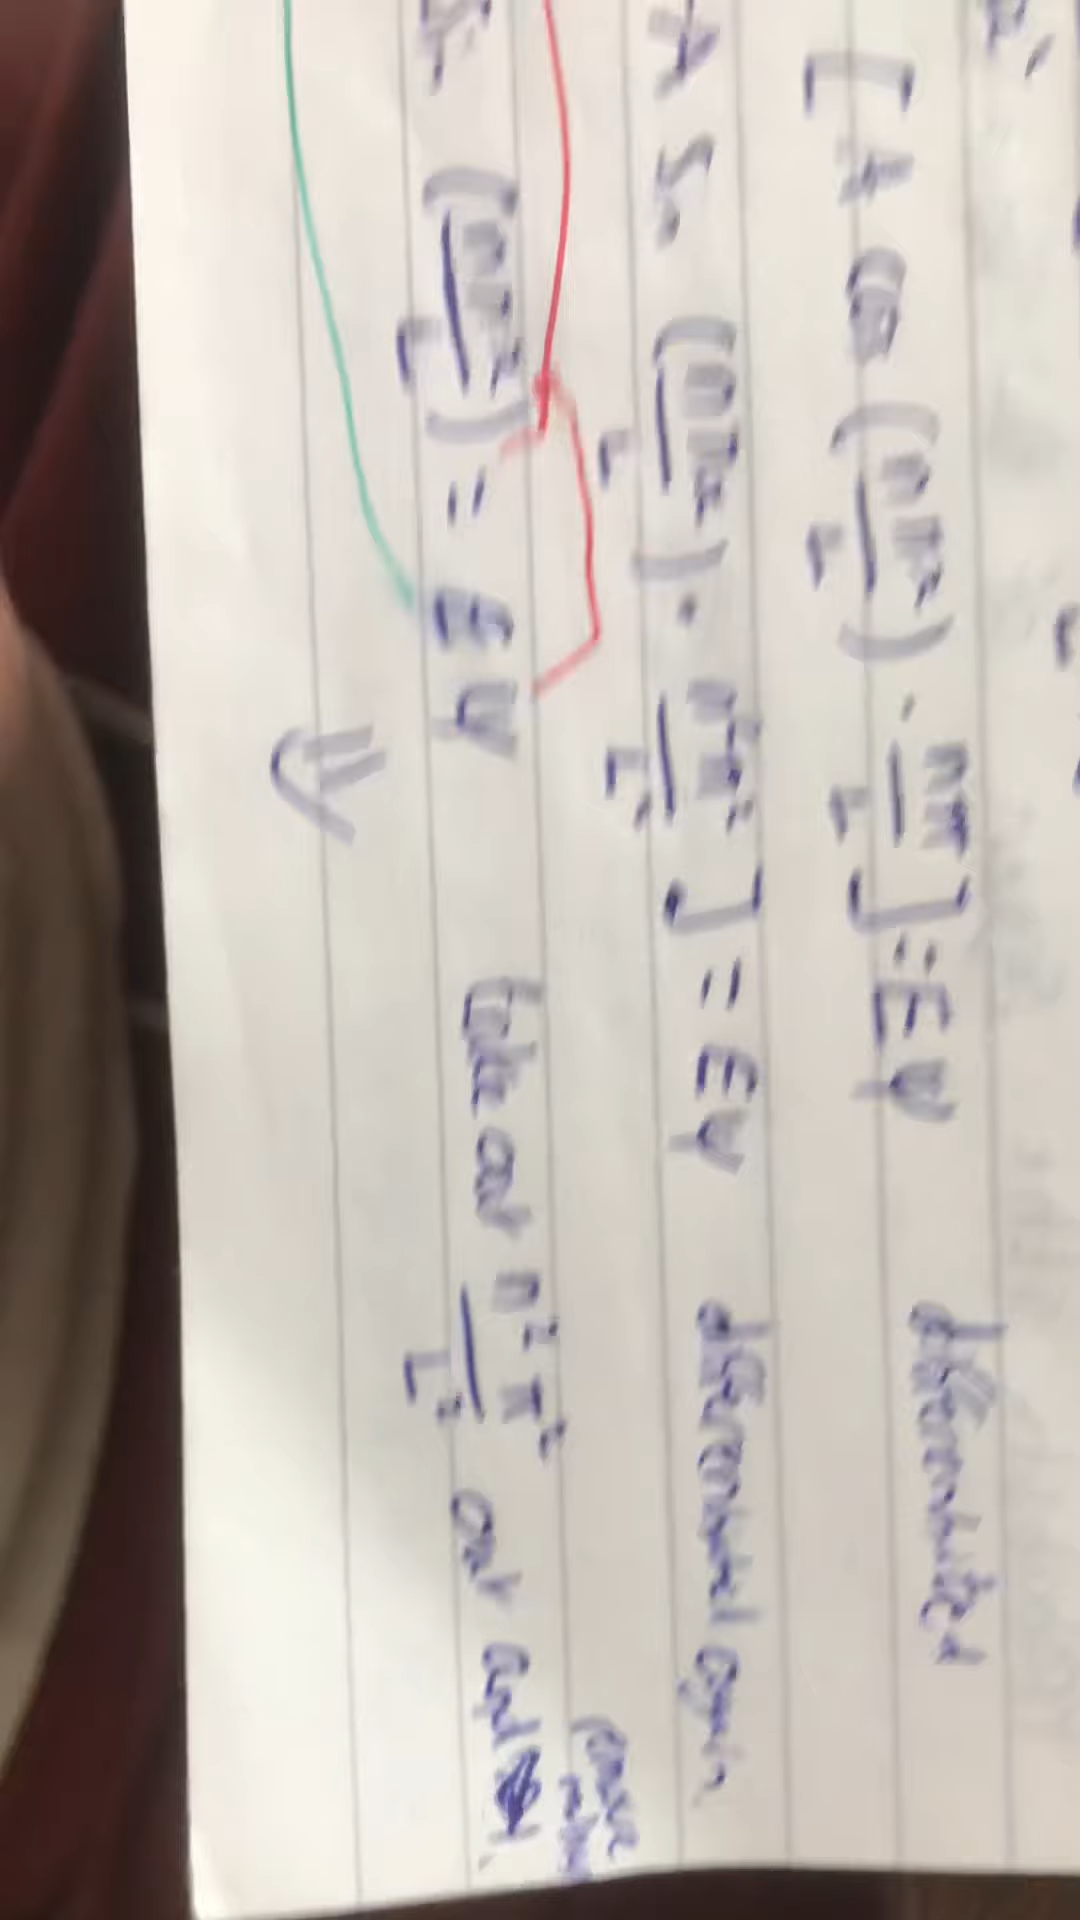 [A cos (nπx/L) · nπ/L] = Eψ differentiated
A Sin (nπx/L) · n²π²/L²] = Eψ differentiated again
(nπx/L) = Eψ take out n²π²/L² out and